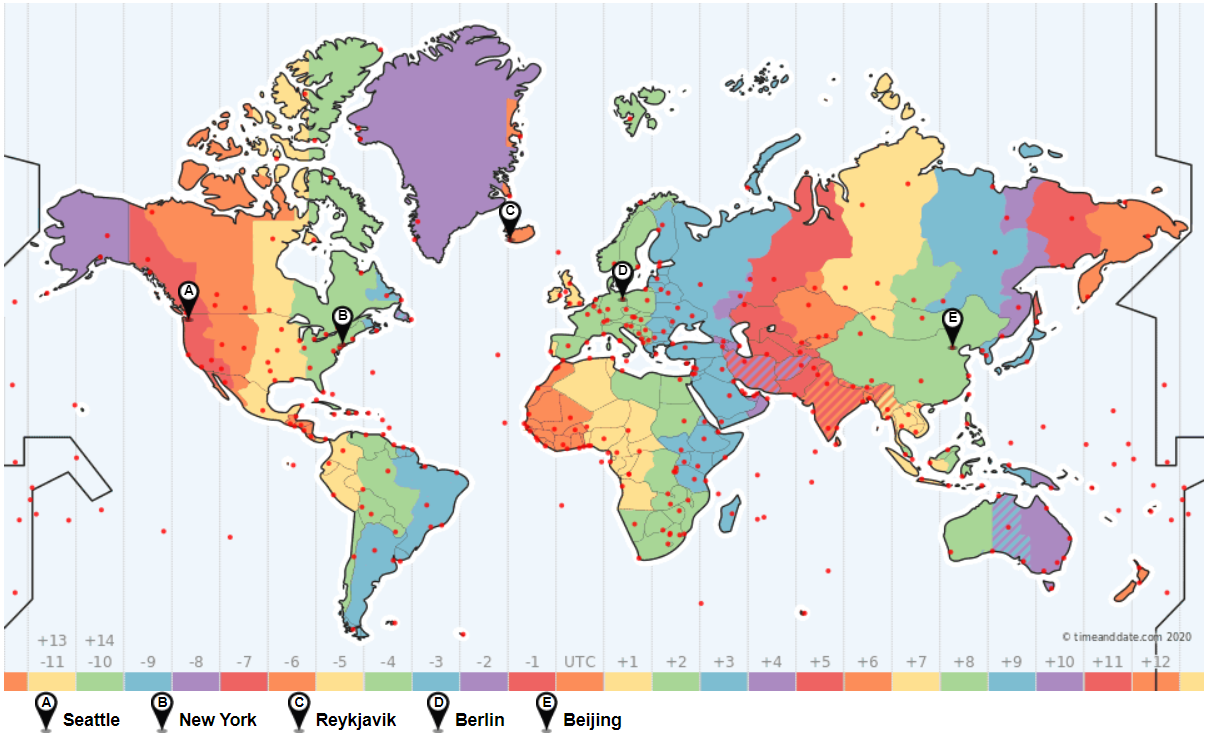 A
B
C
D
E
© timeanddate.com 2020
+13 +14
-11 -10 -9 -8 -7 -6 -5 -4 -3 -2 -1 UTC +1 +2 +3 +4 +5 +6 +7 +8 +9 +10 +11 +12
A Seattle B New York C Reykjavik D Berlin E Beijing